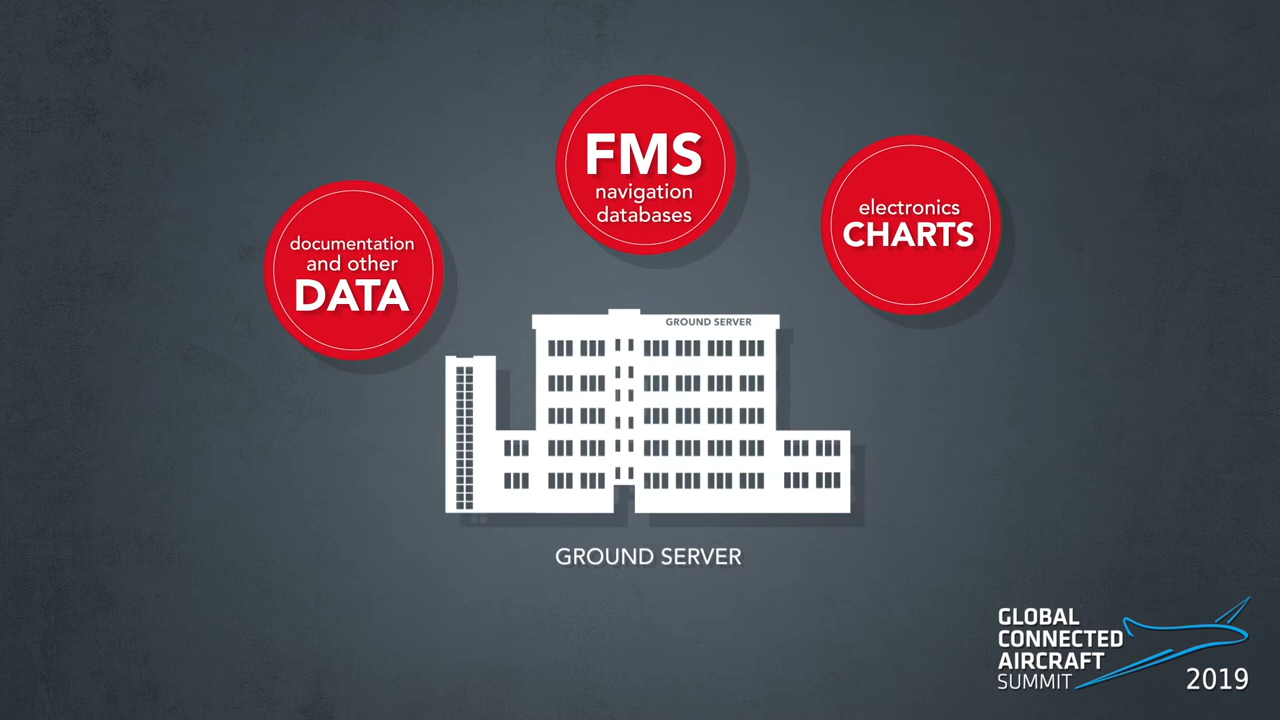 FMS
navigation
databases
electronics
CHARTS
documentation
and other
DATA
GROUND SERVER
GROUND SERVER
GLOBAL
CONNECTED
AIRCRAFT
SUMMIT
2019